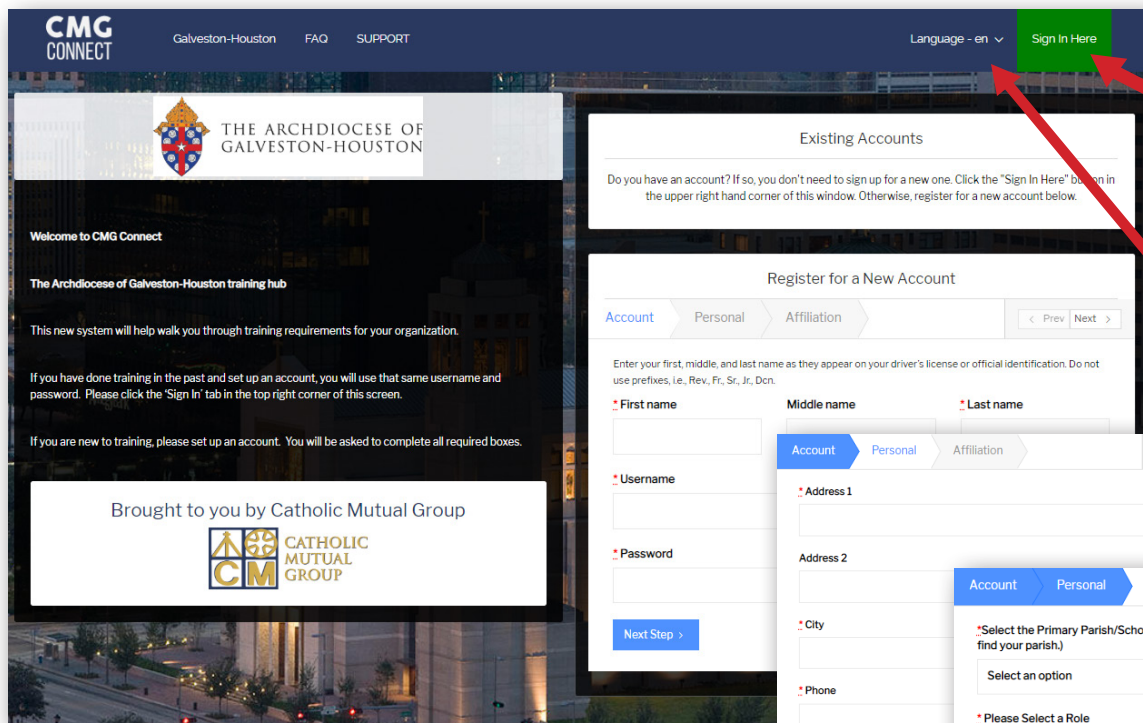 CMG
CONNECT
Galveston-Houston
FAQ
SUPPORT
Language - en
Sign In Here
THE ARCHDIOCESE OF
GALVESTON-HOUSTON
Welcome to CMG Connect
The Archdiocese of Galveston-Houston training hub
This new system will help walk you through training requirements for your organization.
If you have done training in the past and set up an account, you will use that same username and
password. Please click the 'Sign In' tab in the top right corner of this screen.
If you are new to training, please set up an account. You will be asked to complete all required boxes.
Brought to you by Catholic Mutual Group
CM
CATHOLIC
MUTUAL
GROUP
Existing Accounts
Do you have an account? If so, you don't need to sign up for a new one. Click the "Sign In Here" button in
the upper right hand corner of this window. Otherwise, register for a new account below.
Register for a New Account
Account
Personal
Affiliation
< Prev
Next >
Enter your first, middle, and last name as they appear on your driver's license or official identification. Do not
use prefixes, i.e., Rev., Fr., Sr., Jr., Dcn.
* First name
Middle name
* Last name
* Username
* Password
Next Step >
Account
Personal
Affiliation
* Address 1
Address 2
* City
* Phone
Account
Personal
*Select the Primary Parish/Scho
find your parish.)
Select an option
* Please Select a Role